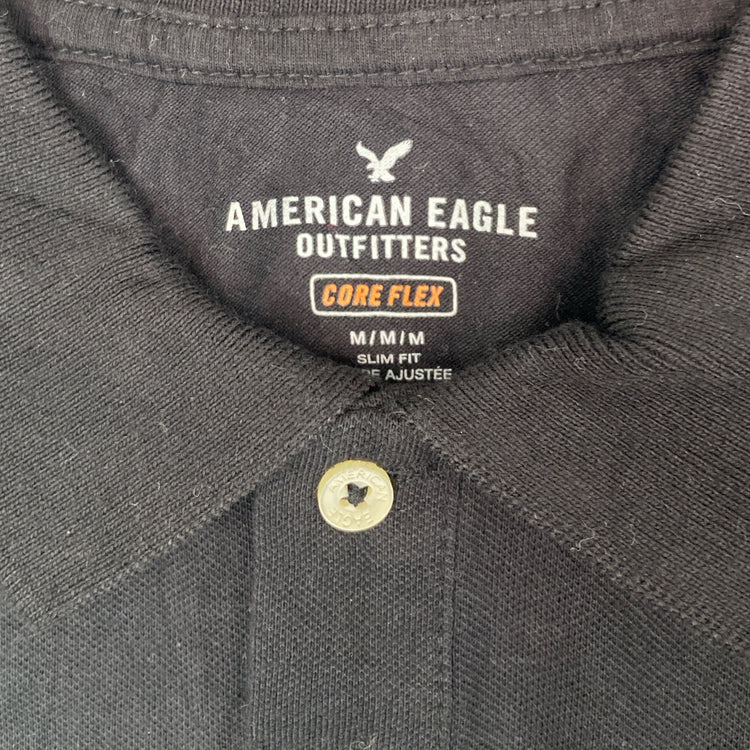 AMERICAN EAGLE
OUTFITTERS
CORE FLEX
M/M/M
SLIM FIT
AJUSTÉE
AMERICAN
EAGLE